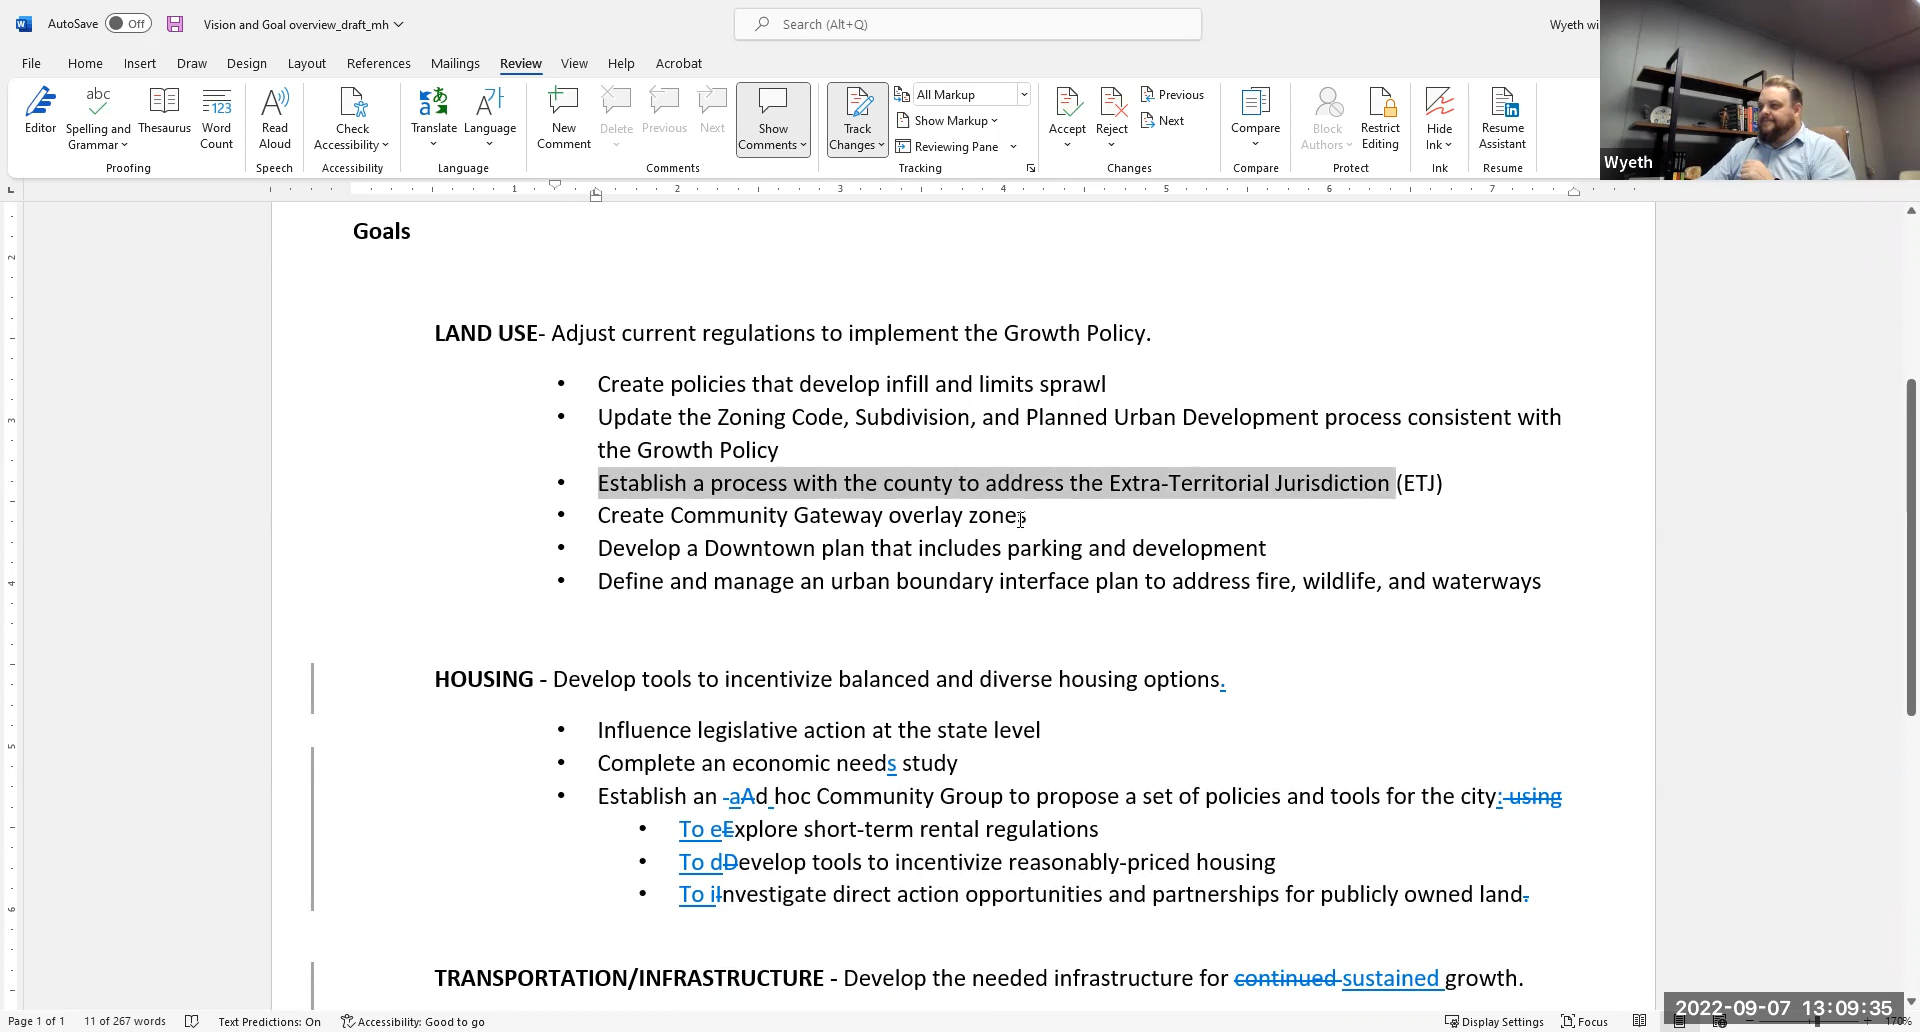 AutoSave Off Vision and Goal overview_draft_mh Search (Alt+Q) Wyeth wi
File Home Insert Draw Design Layout References Mailings Review View Help Acrobat
Editor Spelling and Grammar Thesaurus Word Count Read Aloud Check Accessibility Translate Language New Comment Delete Previous Next Show Comments Track Changes All Markup Show Markup Reviewing Pane Accept Reject Previous Next Compare Block Authors Restrict Editing Hide Ink Resume Assistant
Proofing Speech Accessibility Language Comments Tracking Changes Compare Protect Ink Resume
Wyeth
1 2 3 4 5 6 7
Goals
LAND USE- Adjust current regulations to implement the Growth Policy.
• Create policies that develop infill and limits sprawl
• Update the Zoning Code, Subdivision, and Planned Urban Development process consistent with
the Growth Policy
• Establish a process with the county to address the Extra-Territorial Jurisdiction (ETJ)
• Create Community Gateway overlay zones
• Develop a Downtown plan that includes parking and development
• Define and manage an urban boundary interface plan to address fire, wildlife, and waterways
HOUSING - Develop tools to incentivize balanced and diverse housing options.
• Influence legislative action at the state level
• Complete an economic needs study
• Establish an -aAd hoc Community Group to propose a set of policies and tools for the city: using
• To eExplore short-term rental regulations
• To dDevelop tools to incentivize reasonably-priced housing
• To iInvestigate direct action opportunities and partnerships for publicly owned land.
TRANSPORTATION/INFRASTRUCTURE - Develop the needed infrastructure for continued sustained growth.
2022-09-07 13:09:35
Page 1 of 1 11 of 267 words Text Predictions: On Accessibility: Good to go Display Settings Focus 170%